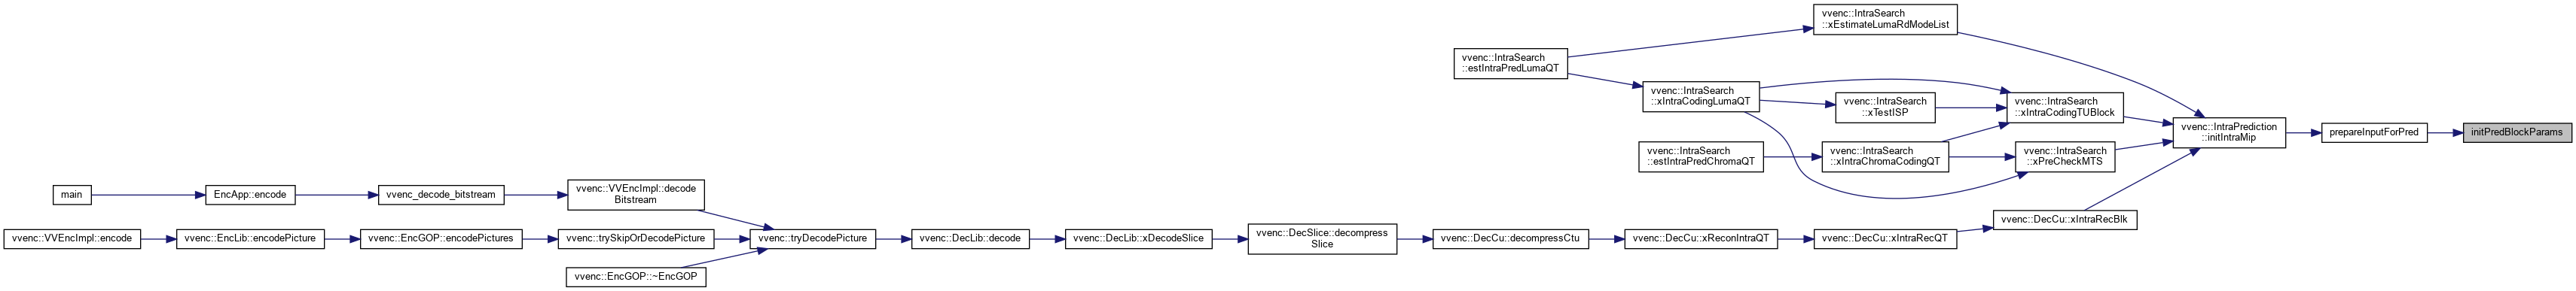 vvenc::IntraSearch
::xEstimateLumaRdModeList
vvenc::IntraSearch
::estIntraPredLumaQT
vvenc::IntraSearch
::xIntraCodingLumaQT
vvenc::IntraSearch
::xTestISP
vvenc::IntraSearch
::xIntraCodingTUBlock
vvenc::IntraPrediction
::initIntraMip
prepareInputForPred
initPredBlockParams
vvenc::IntraSearch
::estIntraPredChromaQT
vvenc::IntraSearch
::xIntraChromaCodingQT
vvenc::IntraSearch
::xPreCheckMTS
main
EncApp::encode
vvenc_decode_bitstream
vvenc::VVEncImpl::decode
Bitstream
vvenc::DecCu::xIntraRecBlk
vvenc::VVEncImpl::encode
vvenc::EncLib::encodePicture
vvenc::EncGOP::encodePictures
vvenc::trySkipOrDecodePicture
vvenc::tryDecodePicture
vvenc::DecLib::decode
vvenc::DecLib::xDecodeSlice
vvenc::DecSlice::decompress
Slice
vvenc::DecCu::decompressCtu
vvenc::DecCu::xReconIntraQT
vvenc::DecCu::xIntraRecQT
vvenc::EncGOP::~EncGOP